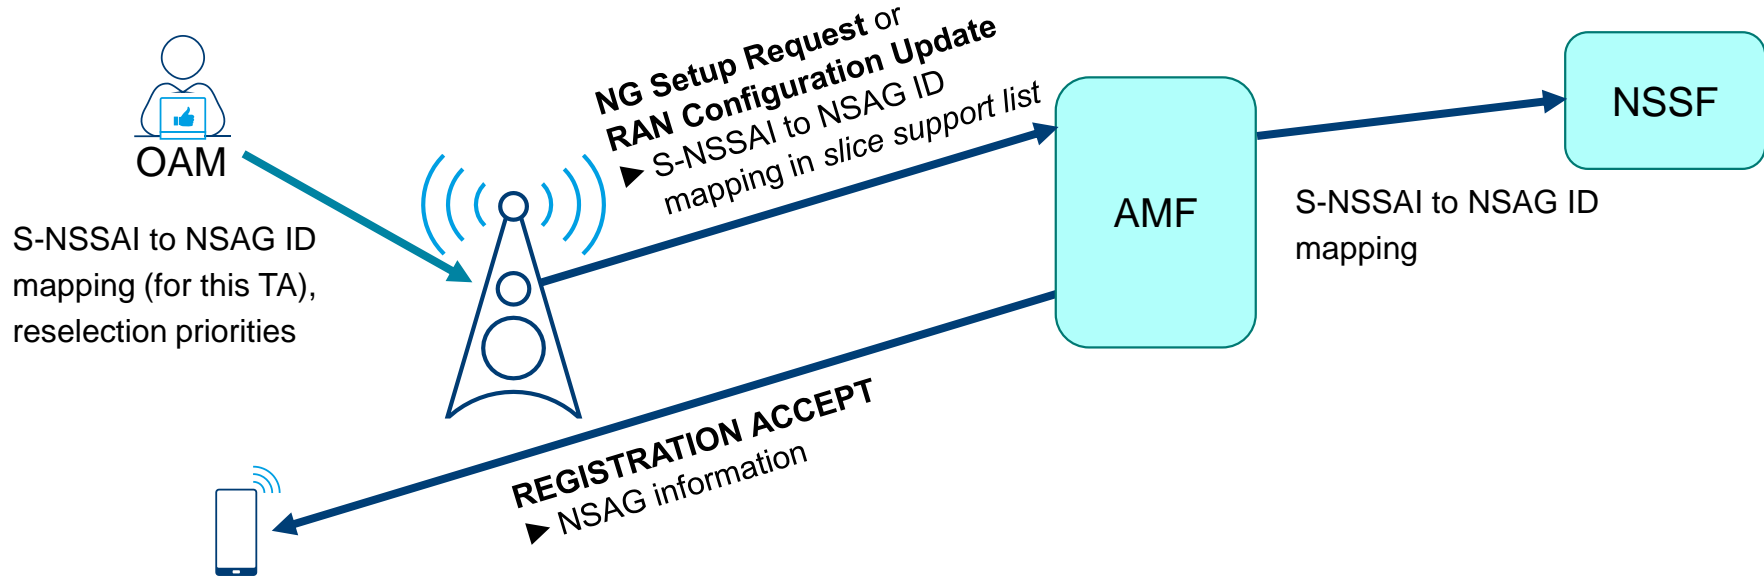 OAM
S-NSSAI to NSAG ID
mapping (for this TA),
reselection priorities
NG Setup Request or
RAN Configuration Update
► S-NSSAI to NSAG ID
mapping in slice support list
AMF
NSSF
S-NSSAI to NSAG ID
mapping
REGISTRATION ACCEPT
► NSAG information